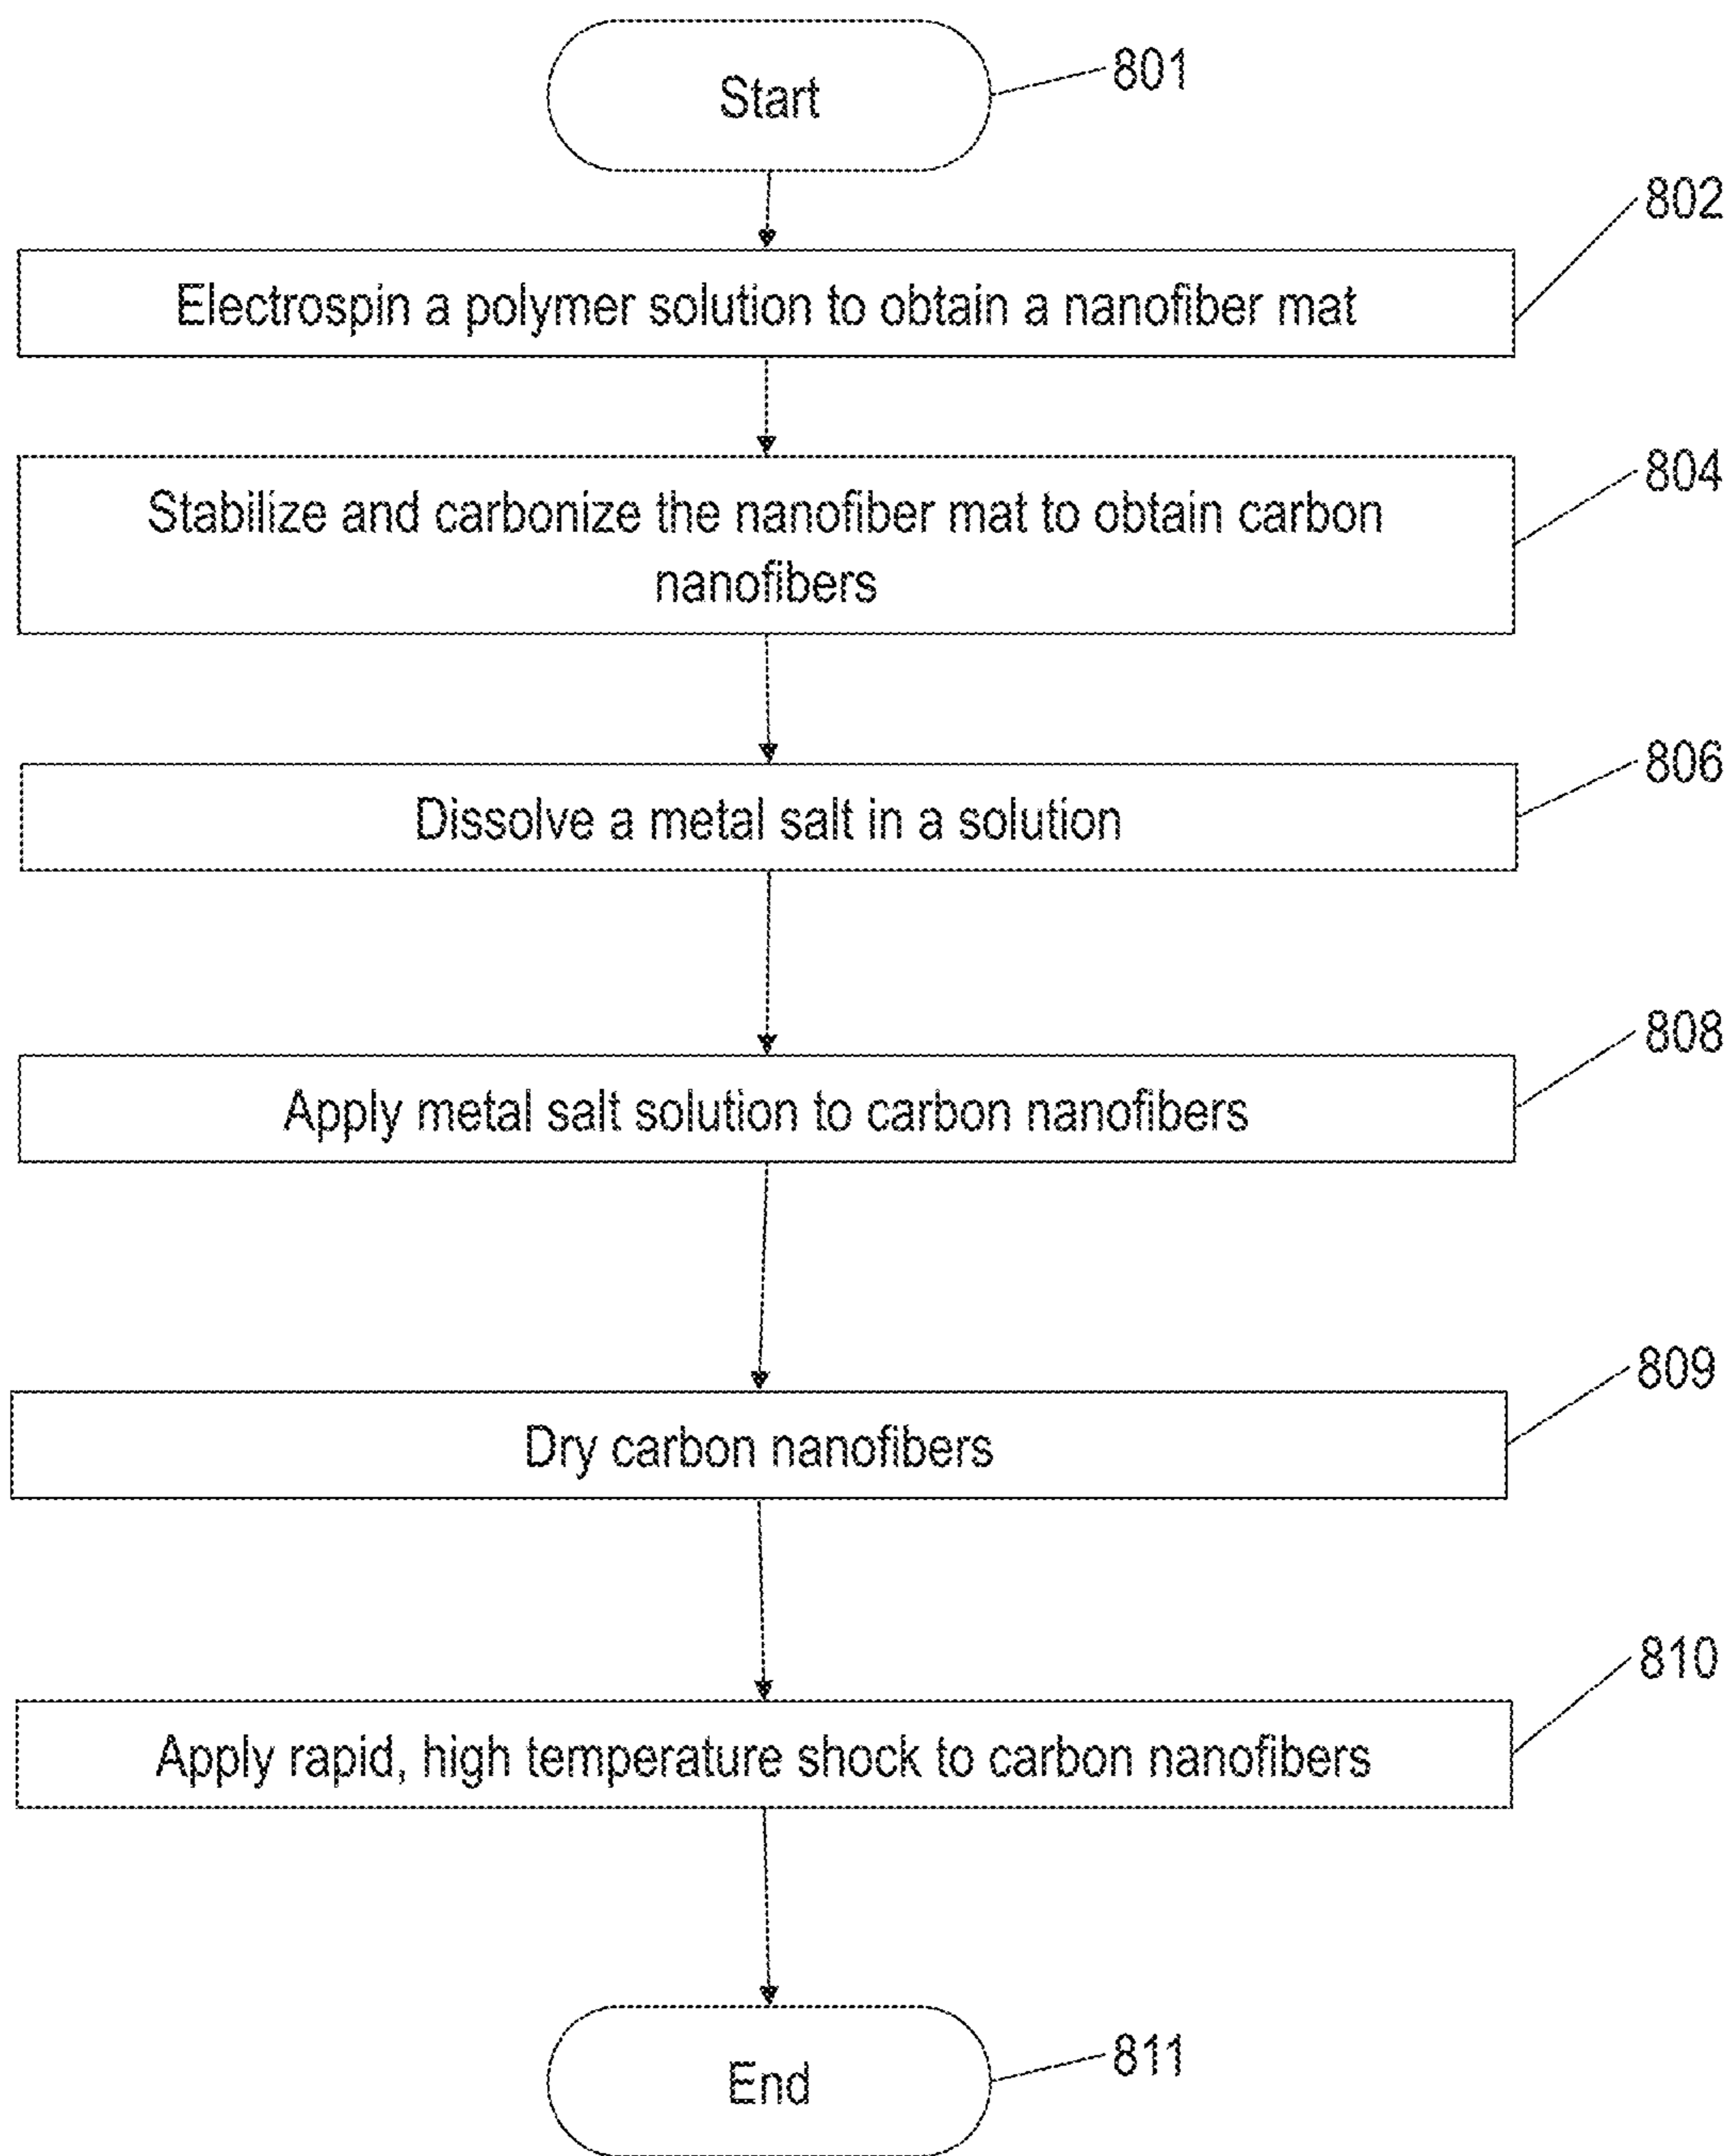 Start
801
802
Electrospin a polymer solution to obtain a nanofiber mat
804
Stabilize and carbonize the nanofiber mat to obtain carbon
nanofibers
806
Dissolve a metal salt in a solution
808
Apply metal salt solution to carbon nanofibers
809
Dry carbon nanofibers
810
Apply rapid, high temperature shock to carbon nanofibers
End
811